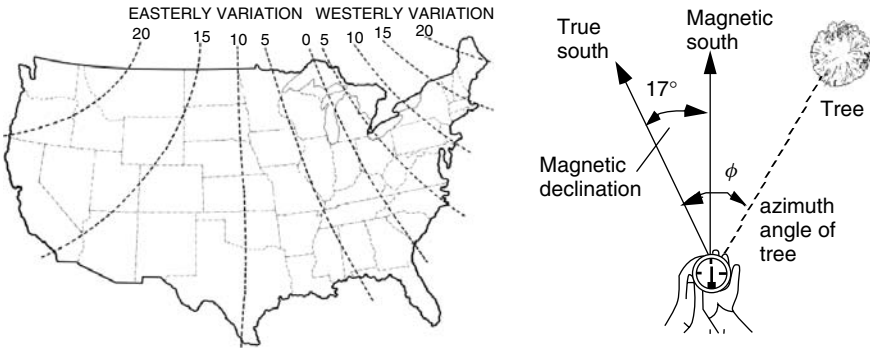 EASTERLY VARIATION WESTERLY VARIATION
20 15 10 5 0 5 10 15 20
True
south
Magnetic
south
17°
Tree
Magnetic
declination
ϕ
azimuth
angle of
tree